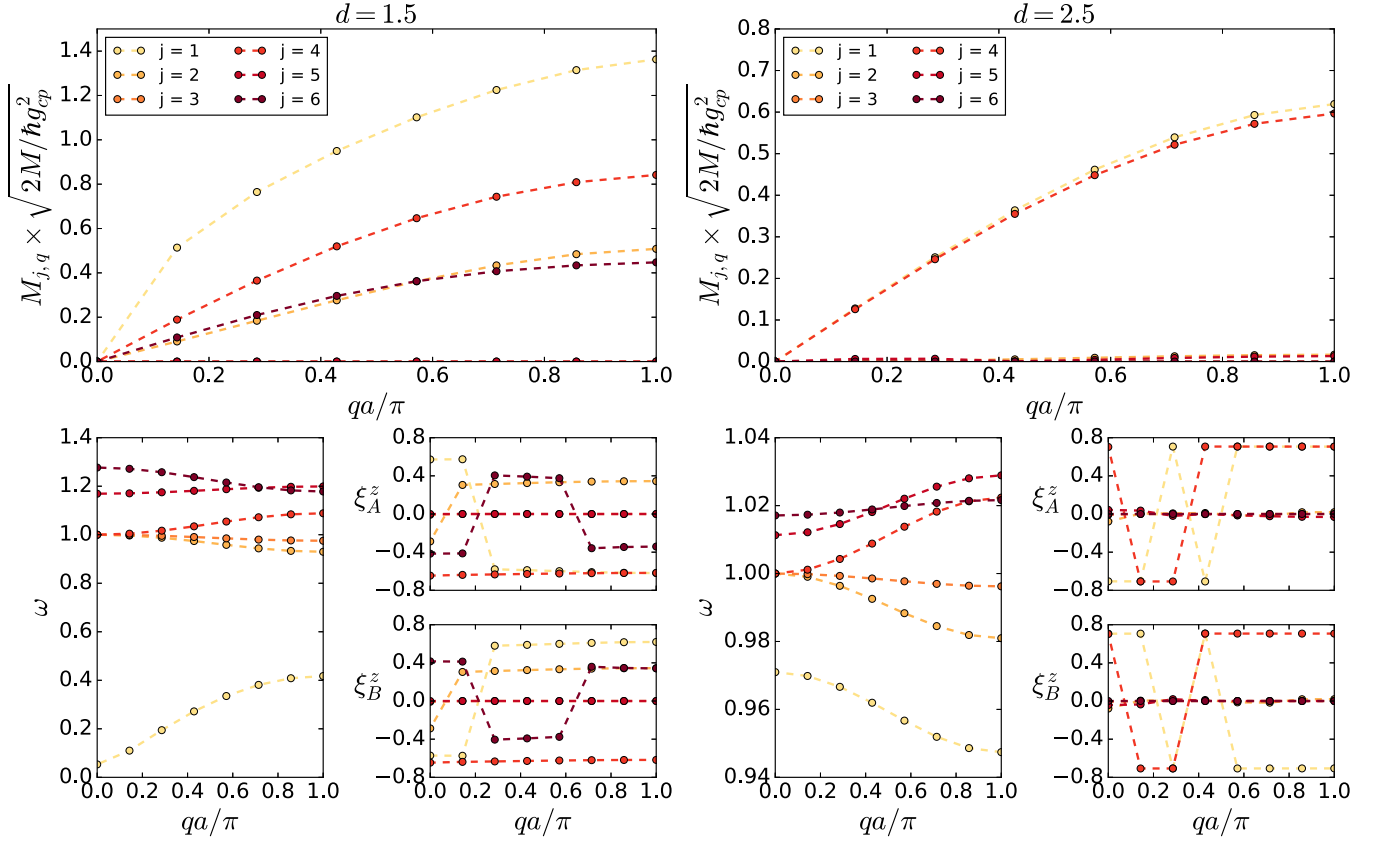 d = 1.5
M_{j,q} × √(2M/ħg²_{cp})
1.4
1.2
1.0
0.8
0.6
0.4
0.2
0.0
j = 1
j = 2
j = 3
j = 4
j = 5
j = 6
0.0 0.2 0.4 0.6 0.8 1.0
qa/π
d = 2.5
M_{j,q} × √(2M/ħg²_{cp})
0.8
0.7
0.6
0.5
0.4
0.3
0.2
0.1
0.0
j = 1
j = 2
j = 3
j = 4
j = 5
j = 6
0.0 0.2 0.4 0.6 0.8 1.0
qa/π
ω
1.4
1.2
1.0
0.8
0.6
0.4
0.2
0.0
0.0 0.2 0.4 0.6 0.8 1.0
qa/π
ξ^z_A
0.8
0.4
0.0
−0.4
−0.8
ξ^z_B
0.8
0.4
0.0
−0.4
−0.8
0.0 0.2 0.4 0.6 0.8 1.0
qa/π
ω
1.04
1.02
1.00
0.98
0.96
0.94
0.0 0.2 0.4 0.6 0.8 1.0
qa/π
ξ^z_A
0.8
0.4
0.0
−0.4
−0.8
ξ^z_B
0.8
0.4
0.0
−0.4
−0.8
0.0 0.2 0.4 0.6 0.8 1.0
qa/π